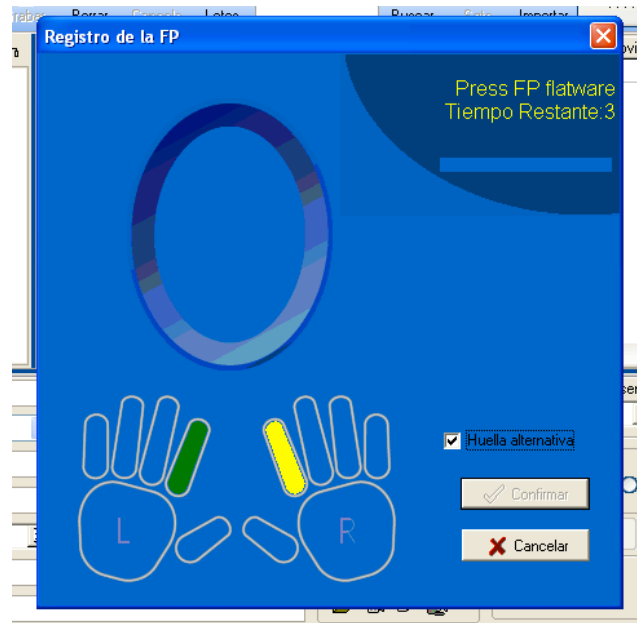 Borrar
Buscar
Importar
Registro de la FP
Press FP flatware
Tiempo Restante:3
L
R
Huella alternativa
Confirmar
Cancelar